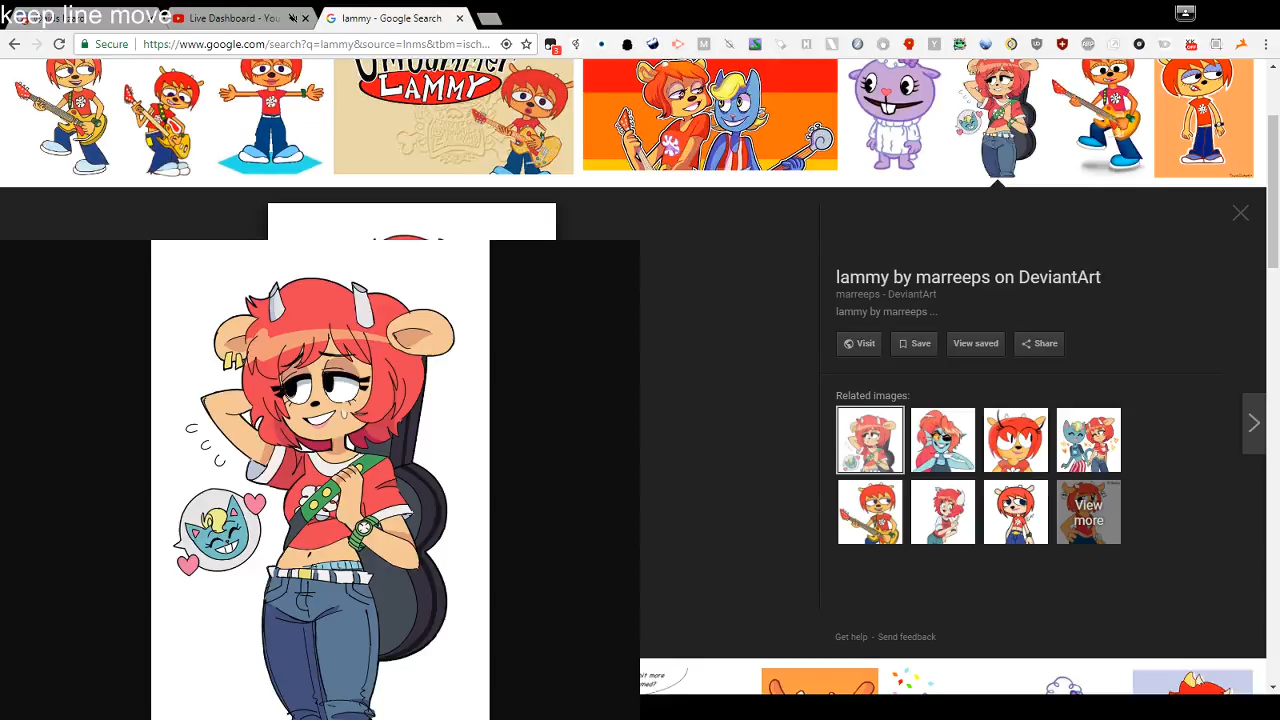 keep line move
Live Dashboard - You
lammy - Google Search
Secure
https://www.google.com/search?q=lammy&source=lnms&tbm=isch...
3
UMJAMMER
LAMMY
lammy by marreeps on DeviantArt
marreeps - DeviantArt
lammy by marreeps ...
Visit
Save
View saved
Share
Related images:
View
more
Get help - Send feedback